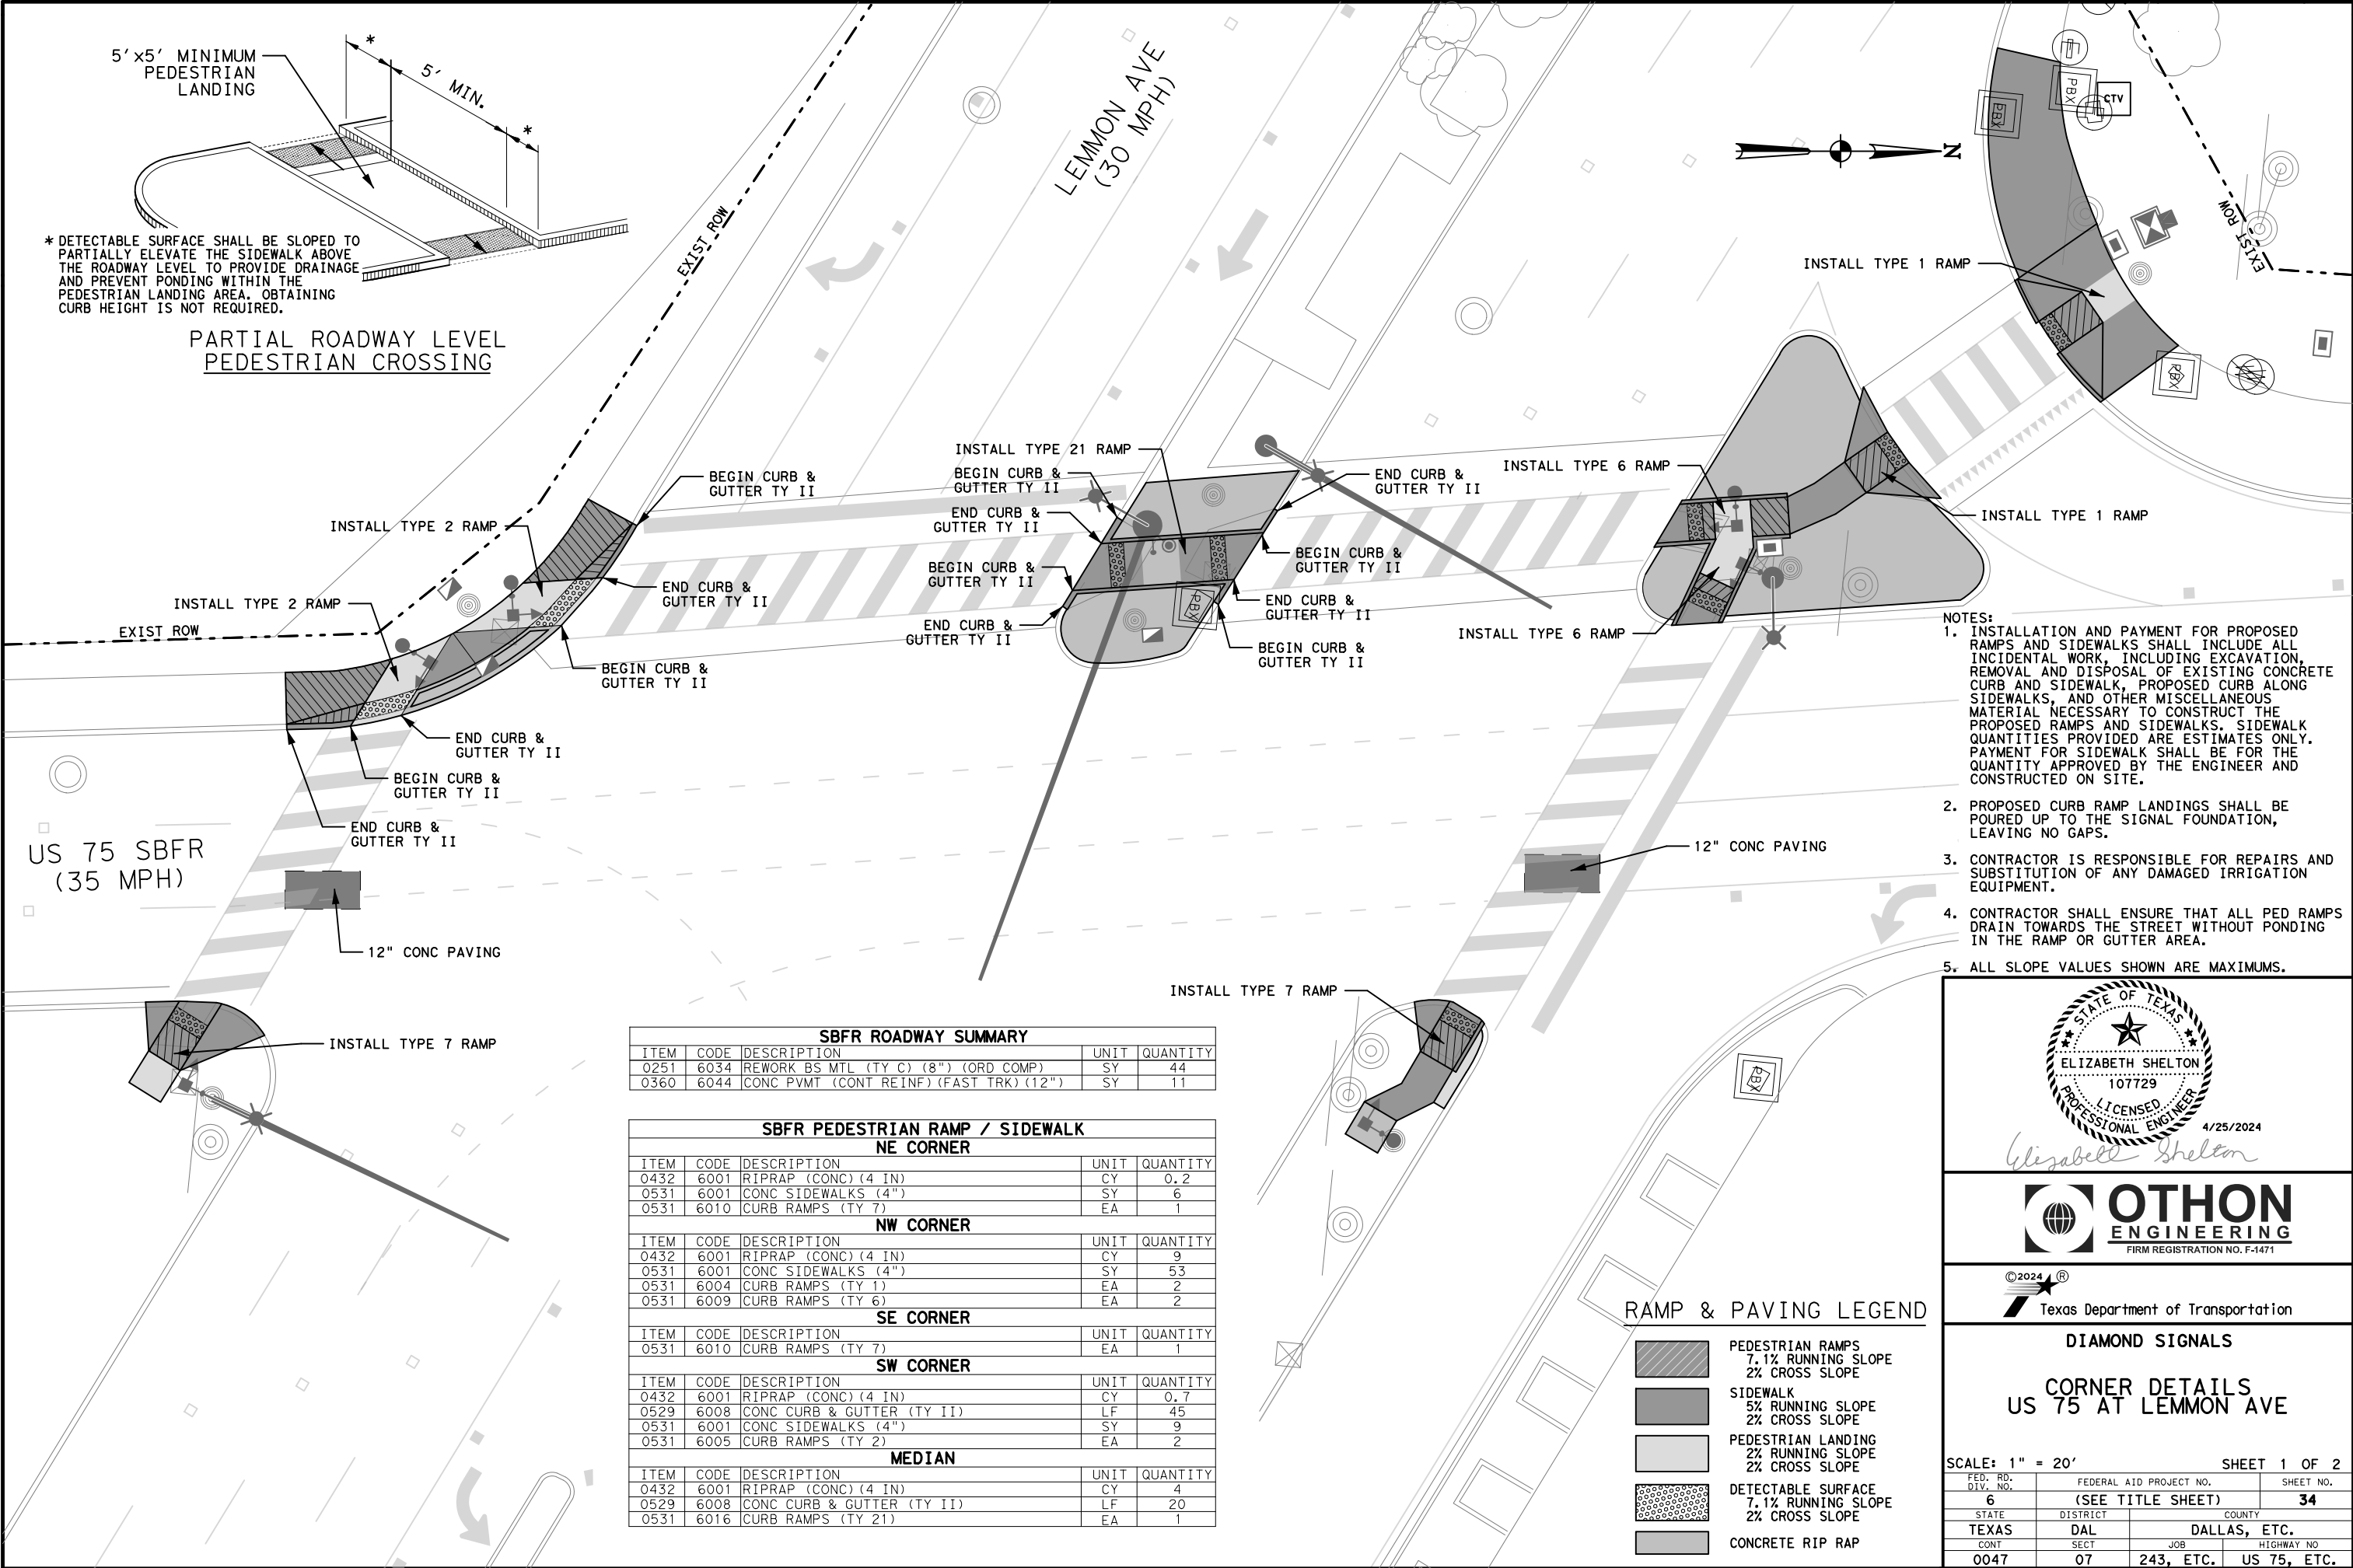 5'x5' MINIMUM
PEDESTRIAN
LANDING
*
5' MIN.
*
* DETECTABLE SURFACE SHALL BE SLOPED TO
PARTIALLY ELEVATE THE SIDEWALK ABOVE
THE ROADWAY LEVEL TO PROVIDE DRAINAGE
AND PREVENT PONDING WITHIN THE
PEDESTRIAN LANDING AREA. OBTAINING
CURB HEIGHT IS NOT REQUIRED.
PARTIAL ROADWAY LEVEL
PEDESTRIAN CROSSING
LEMMON AVE
(30 MPH)
EXIST ROW
N
PBX
PBX
CTV
EXIST ROW
INSTALL TYPE 1 RAMP
PBX
INSTALL TYPE 21 RAMP
BEGIN CURB &
GUTTER TY II
END CURB &
GUTTER TY II
BEGIN CURB &
GUTTER TY II
END CURB &
GUTTER TY II
END CURB &
GUTTER TY II
BEGIN CURB &
GUTTER TY II
END CURB &
GUTTER TY II
BEGIN CURB &
GUTTER TY II
PBX
INSTALL TYPE 6 RAMP
INSTALL TYPE 1 RAMP
INSTALL TYPE 6 RAMP
BEGIN CURB &
GUTTER TY II
INSTALL TYPE 2 RAMP
END CURB &
GUTTER TY II
INSTALL TYPE 2 RAMP
EXIST ROW
BEGIN CURB &
GUTTER TY II
END CURB &
GUTTER TY II
BEGIN CURB &
GUTTER TY II
END CURB &
GUTTER TY II
US 75 SBFR
(35 MPH)
12" CONC PAVING
12" CONC PAVING
INSTALL TYPE 7 RAMP
INSTALL TYPE 7 RAMP
PBX
NOTES:
1. INSTALLATION AND PAYMENT FOR PROPOSED
RAMPS AND SIDEWALKS SHALL INCLUDE ALL
INCIDENTAL WORK, INCLUDING EXCAVATION,
REMOVAL AND DISPOSAL OF EXISTING CONCRETE
CURB AND SIDEWALK, PROPOSED CURB ALONG
SIDEWALKS, AND OTHER MISCELLANEOUS
MATERIAL NECESSARY TO CONSTRUCT THE
PROPOSED RAMPS AND SIDEWALKS. SIDEWALK
QUANTITIES PROVIDED ARE ESTIMATES ONLY.
PAYMENT FOR SIDEWALK SHALL BE FOR THE
QUANTITY APPROVED BY THE ENGINEER AND
CONSTRUCTED ON SITE.
2. PROPOSED CURB RAMP LANDINGS SHALL BE
POURED UP TO THE SIGNAL FOUNDATION,
LEAVING NO GAPS.
3. CONTRACTOR IS RESPONSIBLE FOR REPAIRS AND
SUBSTITUTION OF ANY DAMAGED IRRIGATION
EQUIPMENT.
4. CONTRACTOR SHALL ENSURE THAT ALL PED RAMPS
DRAIN TOWARDS THE STREET WITHOUT PONDING
IN THE RAMP OR GUTTER AREA.
5. ALL SLOPE VALUES SHOWN ARE MAXIMUMS.
SBFR ROADWAY SUMMARY
ITEM CODE DESCRIPTION UNIT QUANTITY
0251 6034 REWORK BS MTL (TY C) (8") (ORD COMP) SY 44
0360 6044 CONC PVMT (CONT REINF)(FAST TRK)(12") SY 11
SBFR PEDESTRIAN RAMP / SIDEWALK
NE CORNER
ITEM CODE DESCRIPTION UNIT QUANTITY
0432 6001 RIPRAP (CONC)(4 IN) CY 0.2
0531 6001 CONC SIDEWALKS (4") SY 6
0531 6010 CURB RAMPS (TY 7) EA 1
NW CORNER
ITEM CODE DESCRIPTION UNIT QUANTITY
0432 6001 RIPRAP (CONC)(4 IN) CY 9
0531 6001 CONC SIDEWALKS (4") SY 53
0531 6004 CURB RAMPS (TY 1) EA 2
0531 6009 CURB RAMPS (TY 6) EA 2
SE CORNER
ITEM CODE DESCRIPTION UNIT QUANTITY
0531 6010 CURB RAMPS (TY 7) EA 1
SW CORNER
ITEM CODE DESCRIPTION UNIT QUANTITY
0432 6001 RIPRAP (CONC)(4 IN) CY 0.7
0529 6008 CONC CURB & GUTTER (TY II) LF 45
0531 6001 CONC SIDEWALKS (4") SY 9
0531 6005 CURB RAMPS (TY 2) EA 2
MEDIAN
ITEM CODE DESCRIPTION UNIT QUANTITY
0432 6001 RIPRAP (CONC)(4 IN) CY 4
0529 6008 CONC CURB & GUTTER (TY II) LF 20
0531 6016 CURB RAMPS (TY 21) EA 1
RAMP & PAVING LEGEND
PEDESTRIAN RAMPS
7.1% RUNNING SLOPE
2% CROSS SLOPE
SIDEWALK
5% RUNNING SLOPE
2% CROSS SLOPE
PEDESTRIAN LANDING
2% RUNNING SLOPE
2% CROSS SLOPE
DETECTABLE SURFACE
7.1% RUNNING SLOPE
2% CROSS SLOPE
CONCRETE RIP RAP
STATE OF TEXAS
ELIZABETH SHELTON
107729
LICENSED
PROFESSIONAL ENGINEER
4/25/2024
Elizabeth Shelton
OTHON
ENGINEERING
FIRM REGISTRATION NO. F-1471
©2024 ®
Texas Department of Transportation
DIAMOND SIGNALS
CORNER DETAILS
US 75 AT LEMMON AVE
SCALE: 1" = 20' SHEET 1 OF 2
FED. RD. DIV. NO. FEDERAL AID PROJECT NO. SHEET NO.
6 (SEE TITLE SHEET) 34
STATE DISTRICT COUNTY
TEXAS DAL DALLAS, ETC.
CONT SECT JOB HIGHWAY NO
0047 07 243, ETC. US 75, ETC.